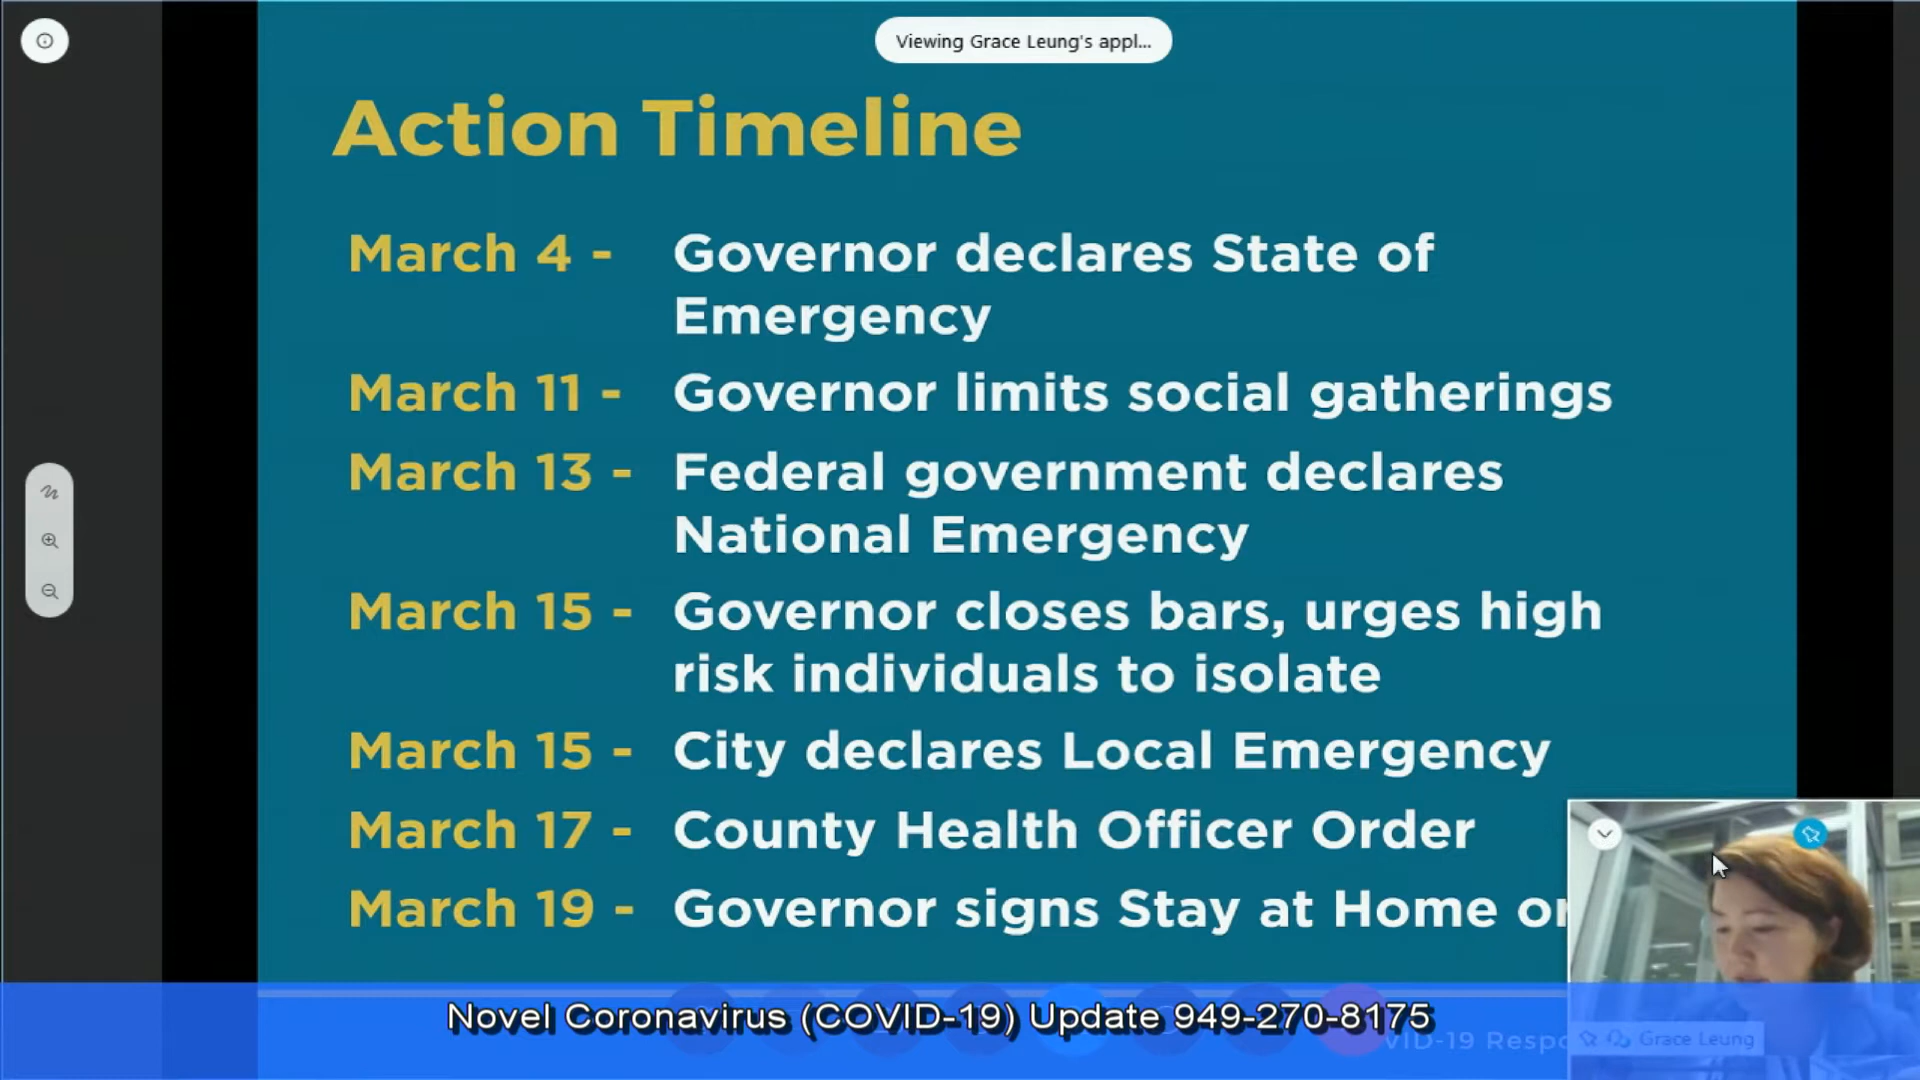 Viewing Grace Leung's appl...
Action Timeline
March 4 - Governor declares State of
Emergency
March 11 - Governor limits social gatherings
March 13 - Federal government declares
National Emergency
March 15 - Governor closes bars, urges high
risk individuals to isolate
March 15 - City declares Local Emergency
March 17 - County Health Officer Order
March 19 - Governor signs Stay at Home or
Novel Coronavirus (COVID-19) Update 949-270-8175
VID-19 Respo
Grace Leung